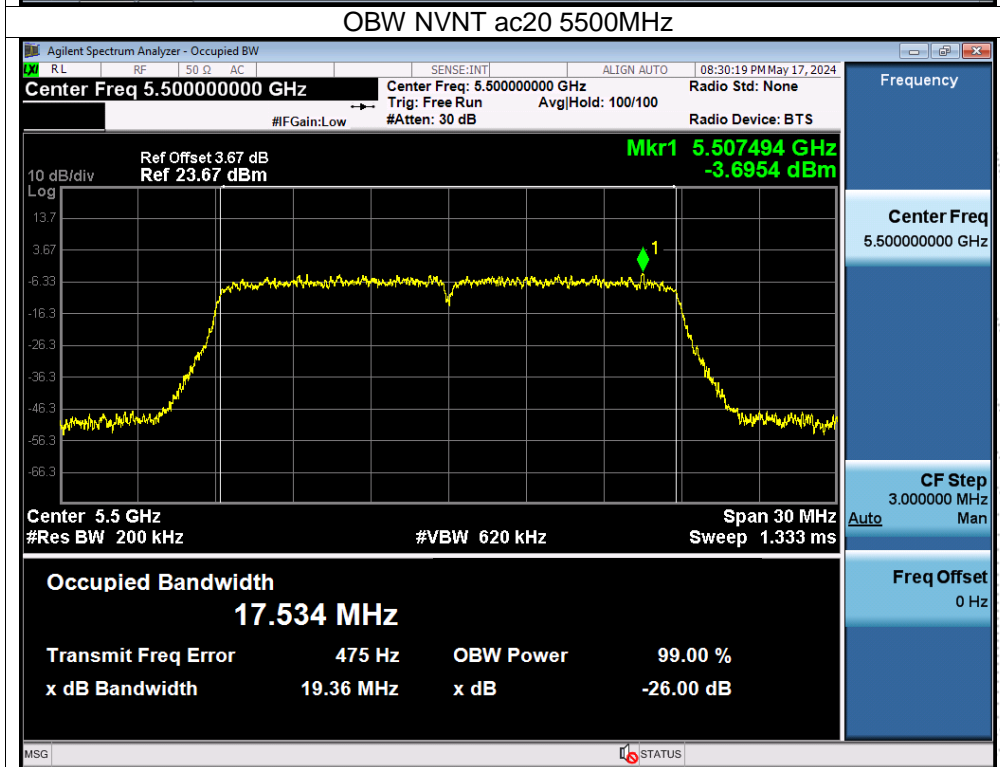 OBW NVNT ac20 5500MHz
Agilent Spectrum Analyzer - Occupied BW
LXI RL RF 50 Ω AC SENSE:INT ALIGN AUTO 08:30:19 PM May 17, 2024
Center Freq 5.500000000 GHz Center Freq: 5.500000000 GHz Radio Std: None Frequency
Trig: Free Run Avg|Hold: 100/100
#IFGain:Low #Atten: 30 dB Radio Device: BTS
Ref Offset 3.67 dB Mkr1 5.507494 GHz
10 dB/div Ref 23.67 dBm -3.6954 dBm
Log
13.7
3.67
-6.33
-16.3
-26.3
-36.3
-46.3
-56.3
-66.3
1
Center Freq
5.500000000 GHz
CF Step
3.000000 MHz
Auto Man
Center 5.5 GHz Span 30 MHz
#Res BW 200 kHz #VBW 620 kHz Sweep 1.333 ms
Freq Offset
0 Hz
Occupied Bandwidth
17.534 MHz
Transmit Freq Error 475 Hz OBW Power 99.00 %
x dB Bandwidth 19.36 MHz x dB -26.00 dB
MSG STATUS